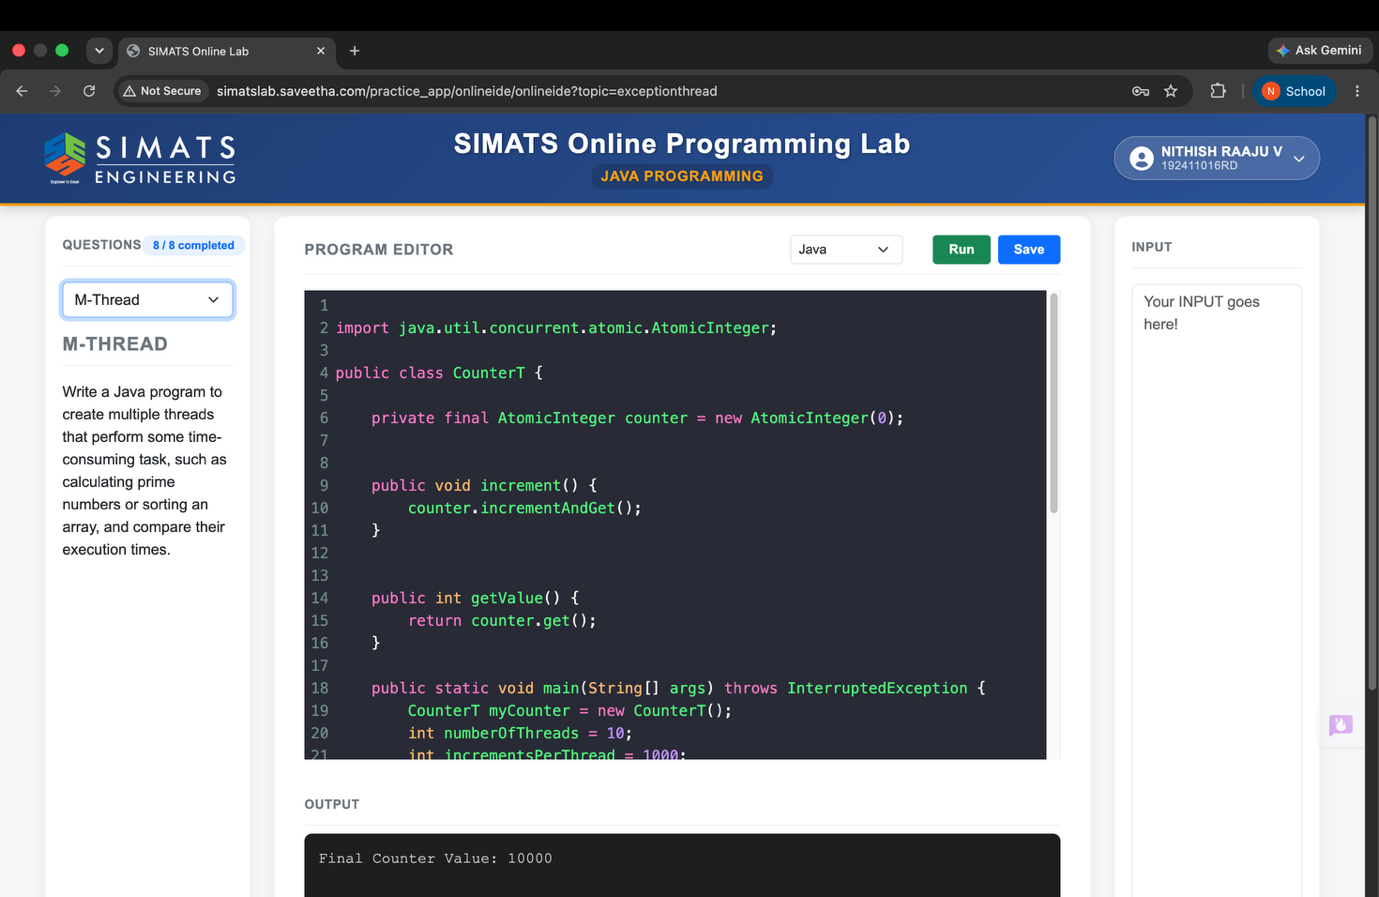 SIMATS Online Lab
Ask Gemini
Not Secure
simatslab.saveetha.com/practice_app/onlineide/onlineide?topic=exceptionthread
N School
SIMATS
ENGINEERING
Engineer to Excel
SIMATS Online Programming Lab
JAVA PROGRAMMING
NITHISH RAAJU V
192411016RD
QUESTIONS 8 / 8 completed
M-Thread
M-THREAD
Write a Java program to
create multiple threads
that perform some time-
consuming task, such as
calculating prime
numbers or sorting an
array, and compare their
execution times.
PROGRAM EDITOR
Java
Run
Save
1
2 import java.util.concurrent.atomic.AtomicInteger;
3
4 public class CounterT {
5
6 private final AtomicInteger counter = new AtomicInteger(0);
7
8
9 public void increment() {
10 counter.incrementAndGet();
11 }
12
13
14 public int getValue() {
15 return counter.get();
16 }
17
18 public static void main(String[] args) throws InterruptedException {
19 CounterT myCounter = new CounterT();
20 int numberOfThreads = 10;
21 int incrementsPerThread = 1000;
OUTPUT
Final Counter Value: 10000
INPUT
Your INPUT goes
here!